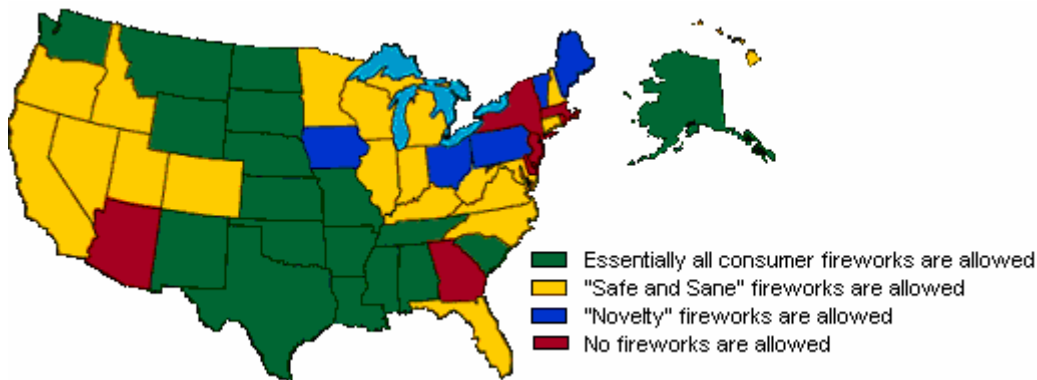 Essentially all consumer fireworks are allowed
"Safe and Sane" fireworks are allowed
"Novelty" fireworks are allowed
No fireworks are allowed